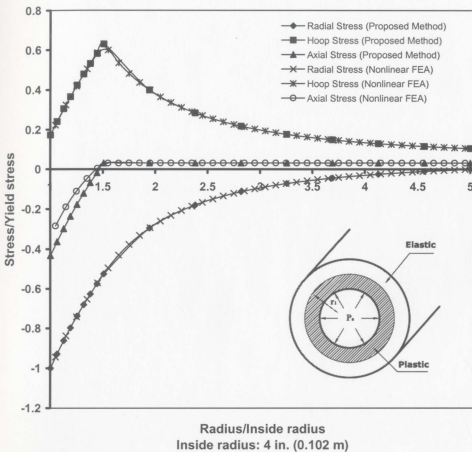 0.8
Radial Stress (Proposed Method)
Hoop Stress (Proposed Method)
Axial Stress (Proposed Method)
Radial Stress (Nonlinear FEA)
Hoop Stress (Nonlinear FEA)
Axial Stress (Nonlinear FEA)
0.6
0.4
0.2
0
-0.2
-0.4
-0.6
-0.8
-1
-1.2
1.5 2 2.5 3 3.5 4 4.5 5
Stress/Yield stress
Elastic
Plastic
Radius/Inside radius
Inside radius: 4 in. (0.102 m)